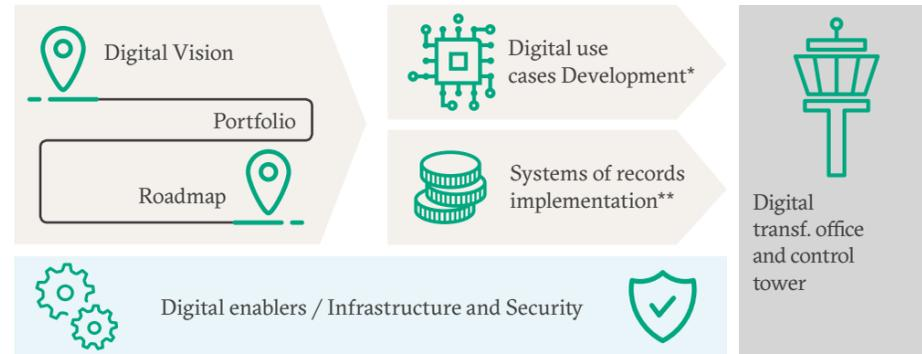 Digital Vision
Portfolio
Roadmap
Digital use
cases Development*
Systems of records
implementation**
Digital enablers / Infrastructure and Security
Digital
transf. office
and control
tower